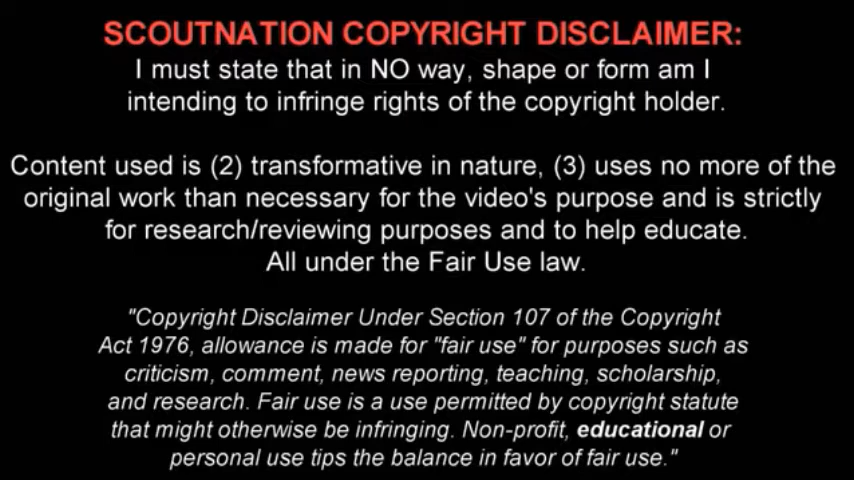 SCOUTNATION COPYRIGHT DISCLAIMER:
I must state that in NO way, shape or form am I
intending to infringe rights of the copyright holder.
Content used is (2) transformative in nature, (3) uses no more of the
original work than necessary for the video's purpose and is strictly
for research/reviewing purposes and to help educate.
All under the Fair Use law.
"Copyright Disclaimer Under Section 107 of the Copyright
Act 1976, allowance is made for "fair use" for purposes such as
criticism, comment, news reporting, teaching, scholarship,
and research. Fair use is a use permitted by copyright statute
that might otherwise be infringing. Non-profit, educational or
personal use tips the balance in favor of fair use."